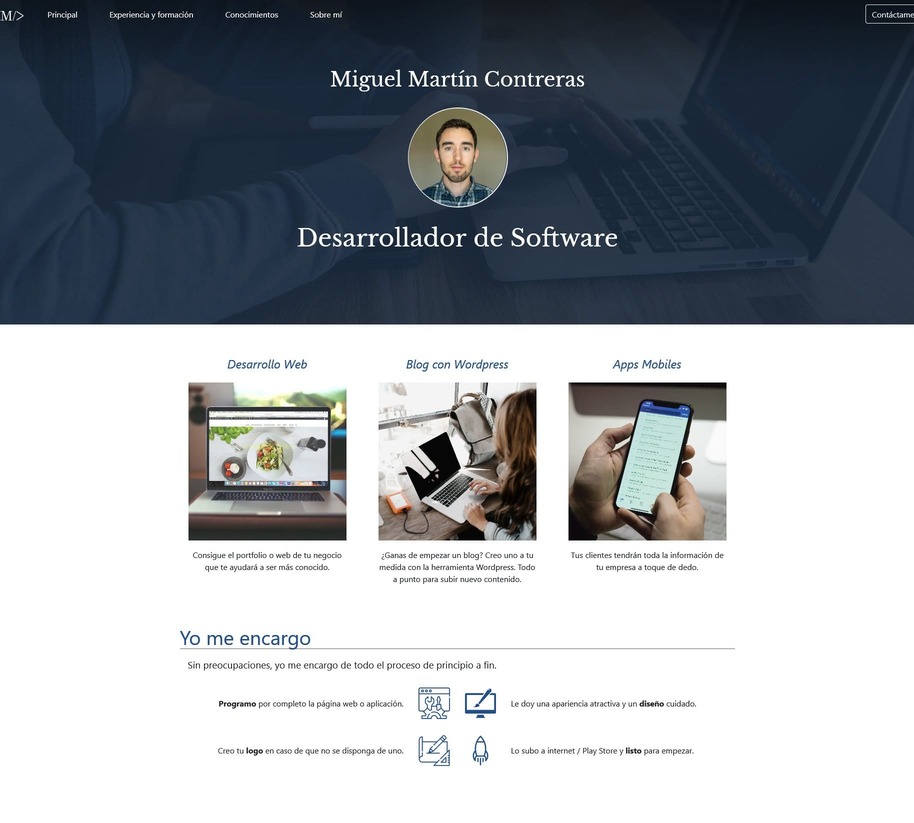 M/>
Principal
Experiencia y formación
Conocimientos
Sobre mí
Contáctame
Miguel Martín Contreras
Desarrollador de Software
Desarrollo Web
Consigue el portfolio o web de tu negocio
que te ayudará a ser más conocido.
Blog con Wordpress
¿Ganas de empezar un blog? Creo uno a tu
medida con la herramienta Wordpress. Todo
a punto para subir nuevo contenido.
Apps Mobiles
Tus clientes tendrán toda la información de
tu empresa a toque de dedo.
Yo me encargo
Sin preocupaciones, yo me encargo de todo el proceso de principio a fin.
Programo por completo la página web o aplicación.
Le doy una apariencia atractiva y un diseño cuidado.
Creo tu logo en caso de que no se disponga de uno.
Lo subo a internet / Play Store y listo para empezar.